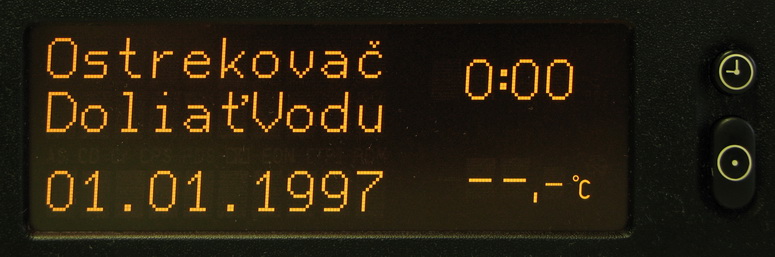 Ostrekovač
DoliaťVodu
01.01.1997
0:00
--,-°C